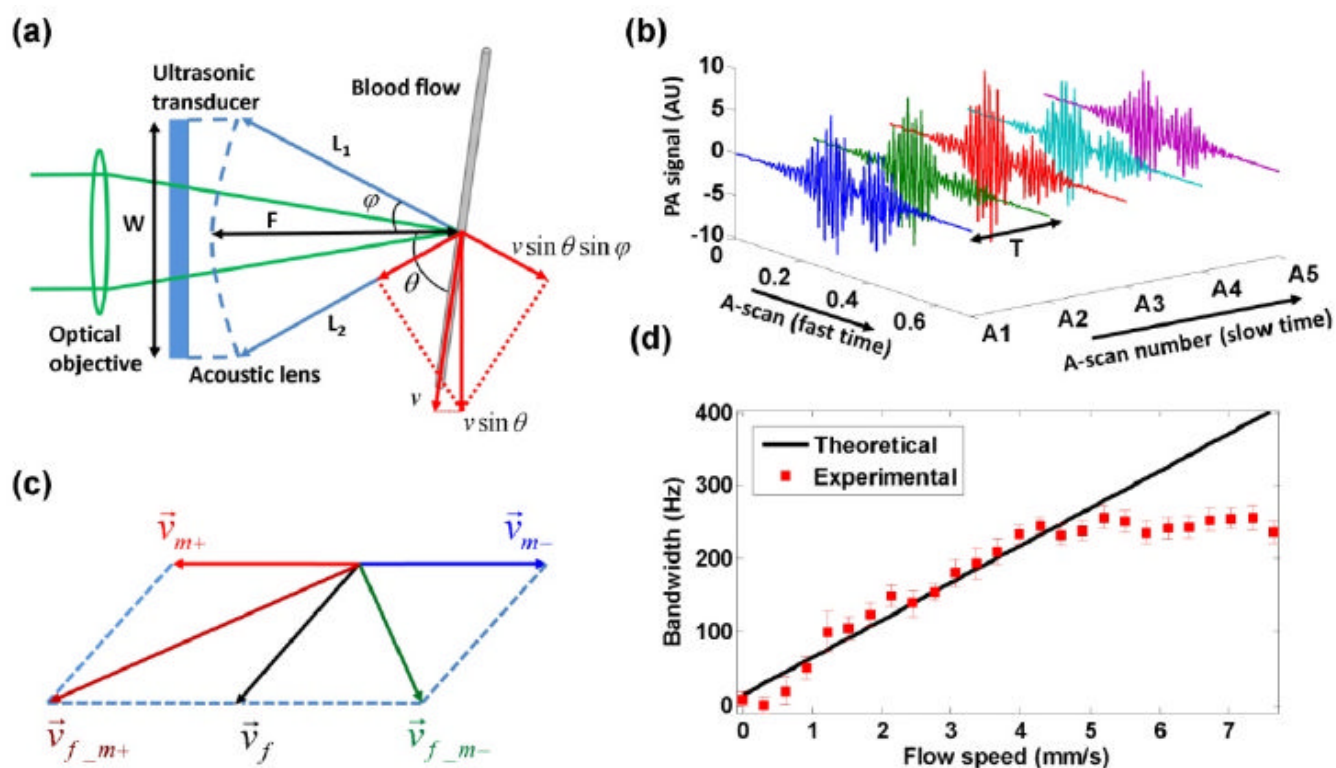 (a)
Ultrasonic
transducer
Blood flow
L1
W
F
φ
v sin θ sin φ
θ
L2
Optical
objective
Acoustic lens
v
v sin θ
(b)
PA signal (AU)
10
5
0
-5
-10
0
0.2
0.4
0.6
A-scan (fast time)
T
A1
A2
A3
A4
A5
A-scan number (slow time)
(c)
v⃗m+
v⃗m−
v⃗f_m+
v⃗f
v⃗f_m−
(d)
Bandwidth (Hz)
400
300
200
100
0
Theoretical
Experimental
0 1 2 3 4 5 6 7
Flow speed (mm/s)